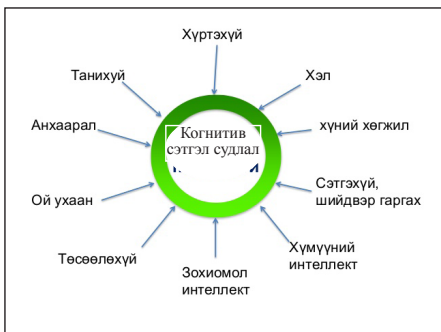 Хүртэхүй
Танихуй
Хэл
Анхаарал
Когнитив
сэтгэл судлал
хүний хөгжил
Ой ухаан
Сэтгэхүй,
шийдвэр гаргах
Төсөөлөхүй
Зохиомол
интеллект
Хүмүүний
интеллект